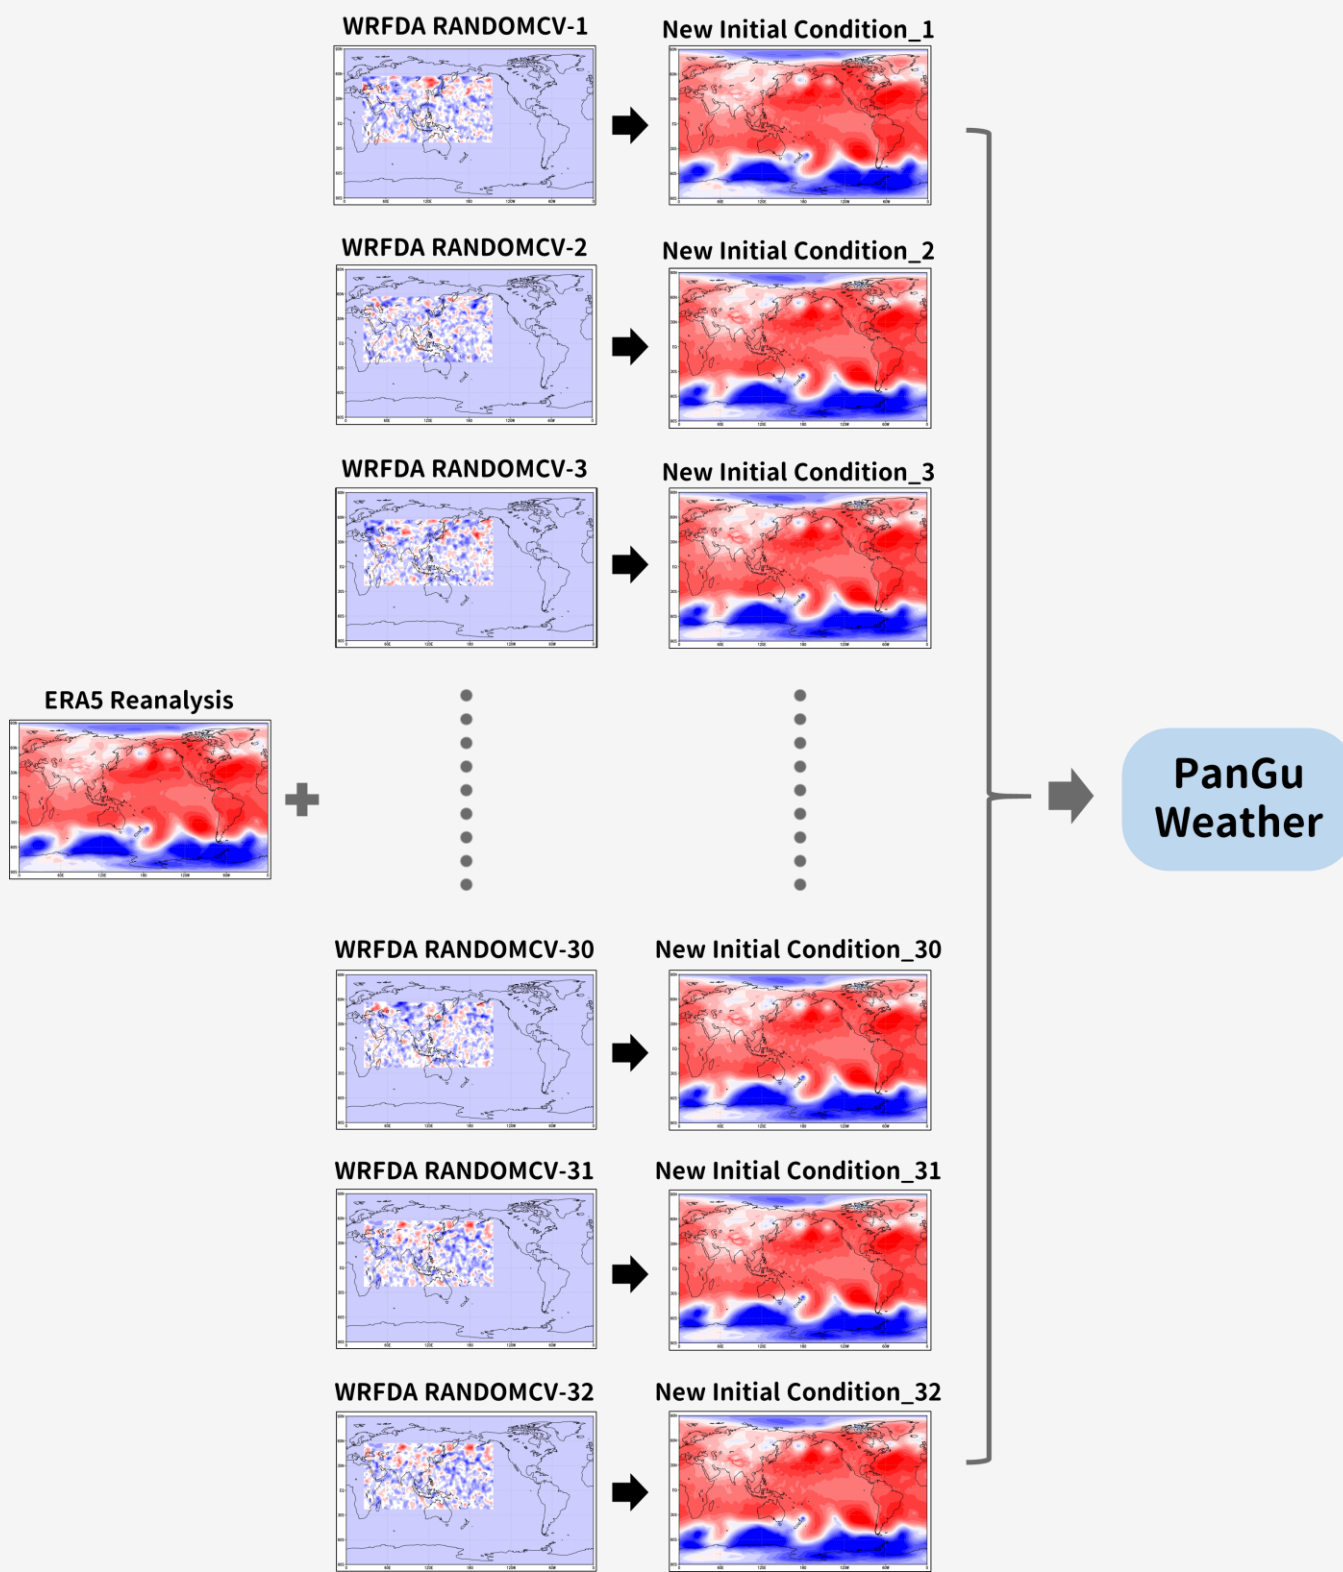 WRFDA RANDOMCV-1
New Initial Condition_1
WRFDA RANDOMCV-2
New Initial Condition_2
WRFDA RANDOMCV-3
New Initial Condition_3
ERA5 Reanalysis
PanGu
Weather
WRFDA RANDOMCV-30
New Initial Condition_30
WRFDA RANDOMCV-31
New Initial Condition_31
WRFDA RANDOMCV-32
New Initial Condition_32